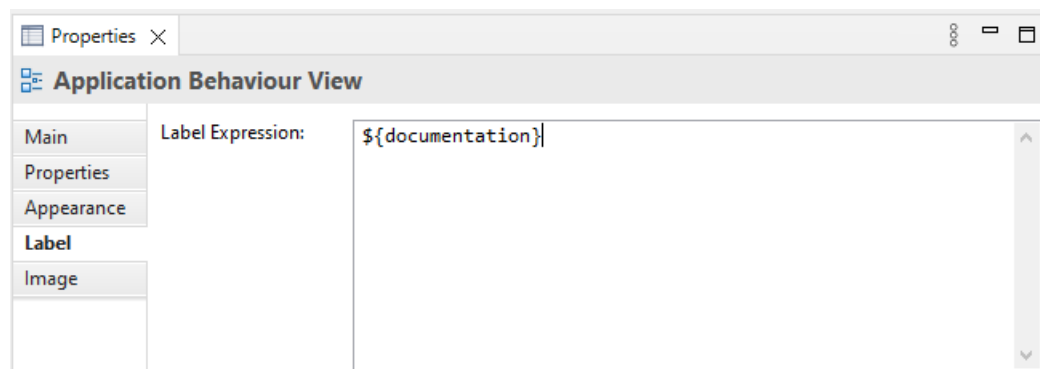 Properties
Application Behaviour View
Main
Label Expression:
${documentation}
Properties
Appearance
Label
Image